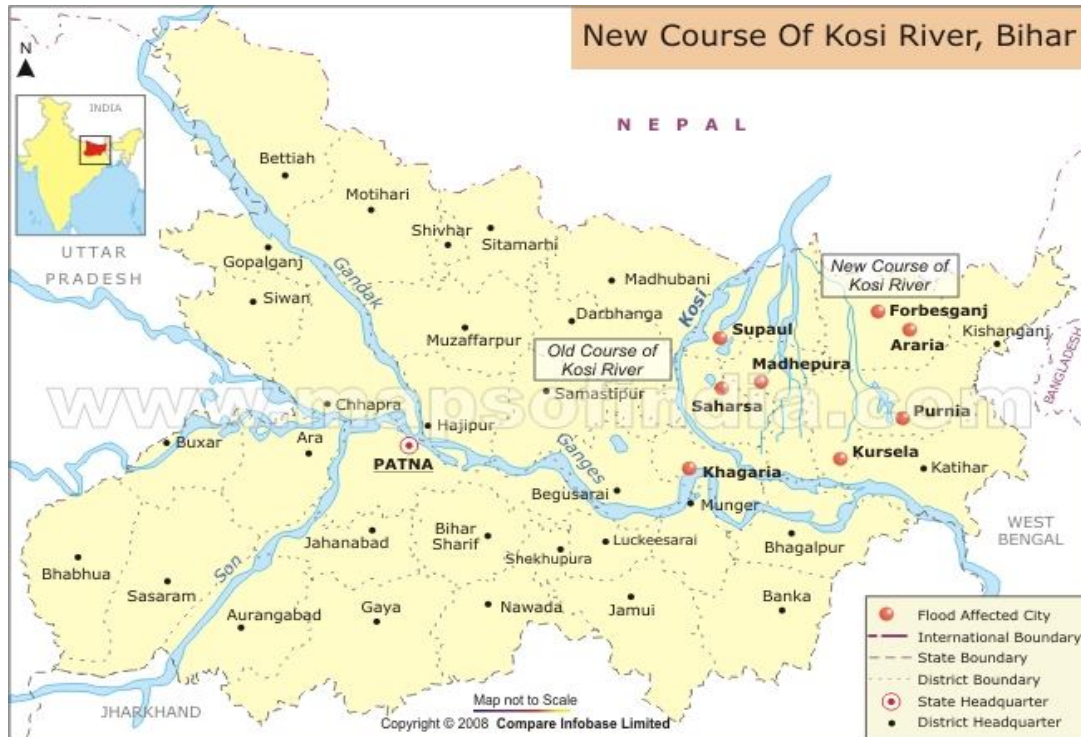 New Course Of Kosi River, Bihar
N
INDIA
NEPAL
UTTAR
PRADESH
Bettiah
Motihari
Shivhar
Sitamarhi
Gopalganj
Siwan
Gandak
Madhubani
Darbhanga
Muzaffarpur
Kosi
New Course of
Kosi River
Forbesganj
Araria
Kishanganj
Supaul
Madhepura
Old Course of
Kosi River
Samastipur
Saharsa
BANGLADESH
www.mapsofindia.com
Chhapra
Hajipur
Purnia
Buxar
Ara
PATNA
Ganges
Kursela
Khagaria
Katihar
Begusarai
Munger
WEST
BENGAL
Jahanabad
Bihar
Sharif
Shekhupura
Luckeesarai
Bhagalpur
Bhabhua
Son
Sasaram
Aurangabad
Gaya
Nawada
Jamui
Banka
Flood Affected City
International Boundary
State Boundary
District Boundary
State Headquarter
District Headquarter
JHARKHAND
Map not to Scale
Copyright © 2008 Compare Infobase Limited